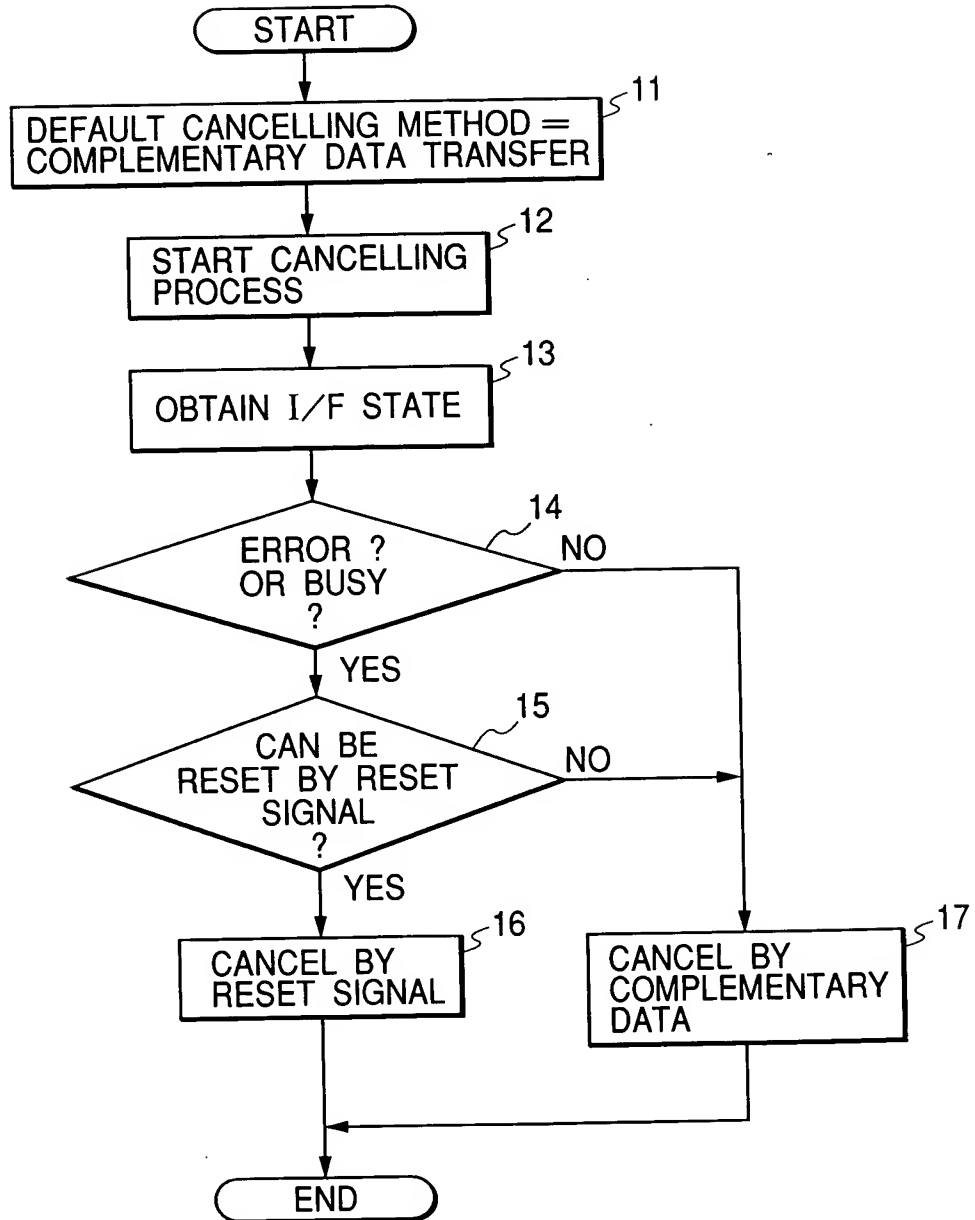 START
11
DEFAULT CANCELLING METHOD =
COMPLEMENTARY DATA TRANSFER
12
START CANCELLING
PROCESS
13
OBTAIN I/F STATE
14
ERROR ?
OR BUSY
?
NO
YES
15
CAN BE
RESET BY RESET
SIGNAL
?
NO
YES
16
CANCEL BY
RESET SIGNAL
17
CANCEL BY
COMPLEMENTARY
DATA
END